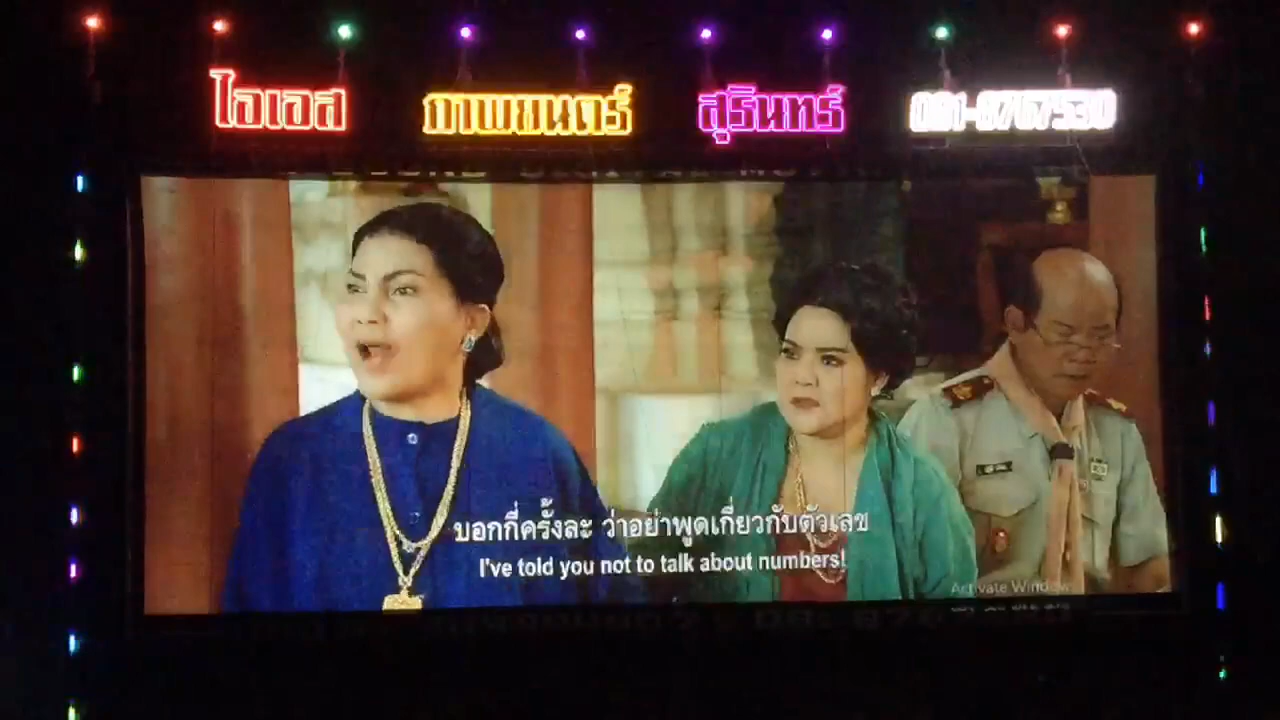 ไอเอส ภาพยนตร์ สุรินทร์ 081-8767530
บอกกี่ครั้งละ ว่าอย่าพูดเกี่ยวกับตัวเลข
I've told you not to talk about numbers!
Activate Windows